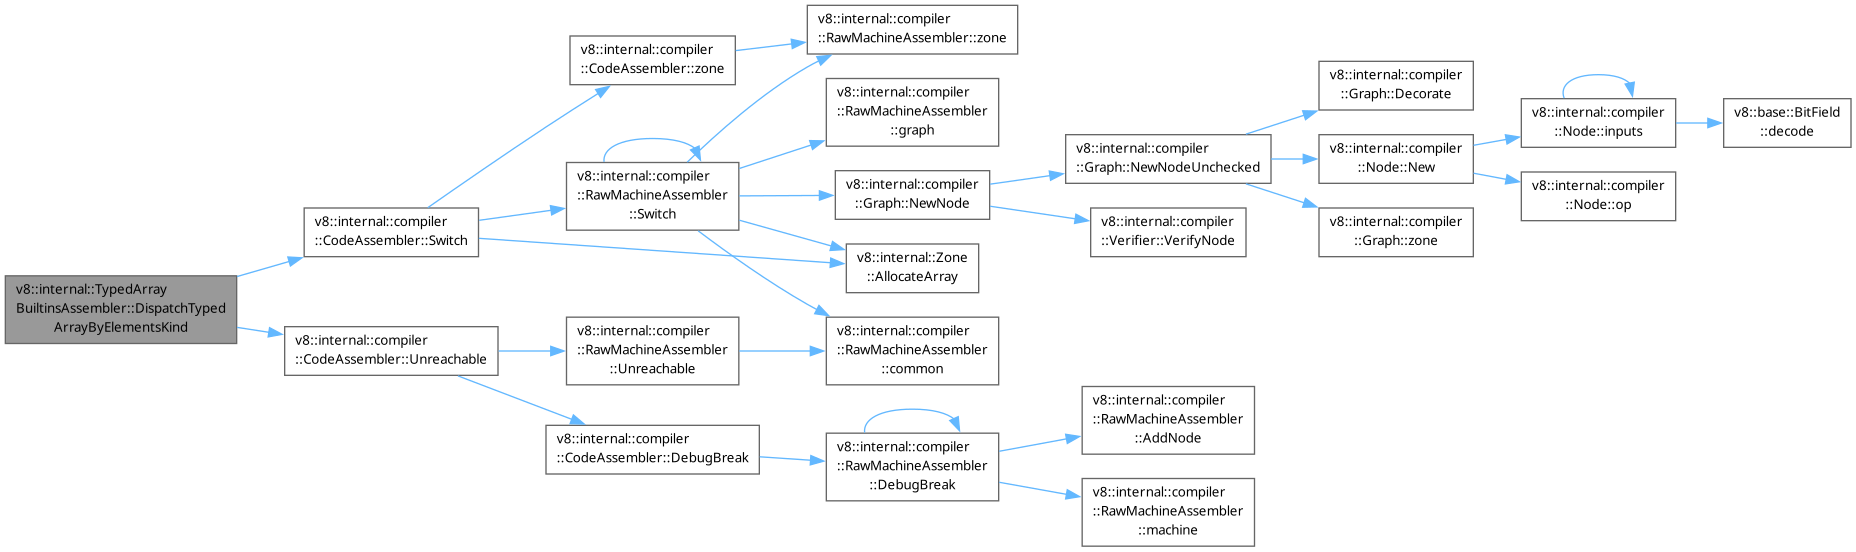 v8::internal::TypedArray
BuiltinsAssembler::DispatchTyped
ArrayByElementsKind
v8::internal::compiler
::CodeAssembler::Switch
v8::internal::compiler
::CodeAssembler::Unreachable
v8::internal::compiler
::CodeAssembler::zone
v8::internal::compiler
::RawMachineAssembler
::Switch
v8::internal::compiler
::RawMachineAssembler
::Unreachable
v8::internal::compiler
::CodeAssembler::DebugBreak
v8::internal::compiler
::RawMachineAssembler::zone
v8::internal::compiler
::RawMachineAssembler
::graph
v8::internal::compiler
::Graph::NewNode
v8::internal::Zone
::AllocateArray
v8::internal::compiler
::RawMachineAssembler
::common
v8::internal::compiler
::RawMachineAssembler
::DebugBreak
v8::internal::compiler
::Graph::NewNodeUnchecked
v8::internal::compiler
::Verifier::VerifyNode
v8::internal::compiler
::RawMachineAssembler
::AddNode
v8::internal::compiler
::RawMachineAssembler
::machine
v8::internal::compiler
::Graph::Decorate
v8::internal::compiler
::Node::New
v8::internal::compiler
::Graph::zone
v8::internal::compiler
::Node::inputs
v8::internal::compiler
::Node::op
v8::base::BitField
::decode